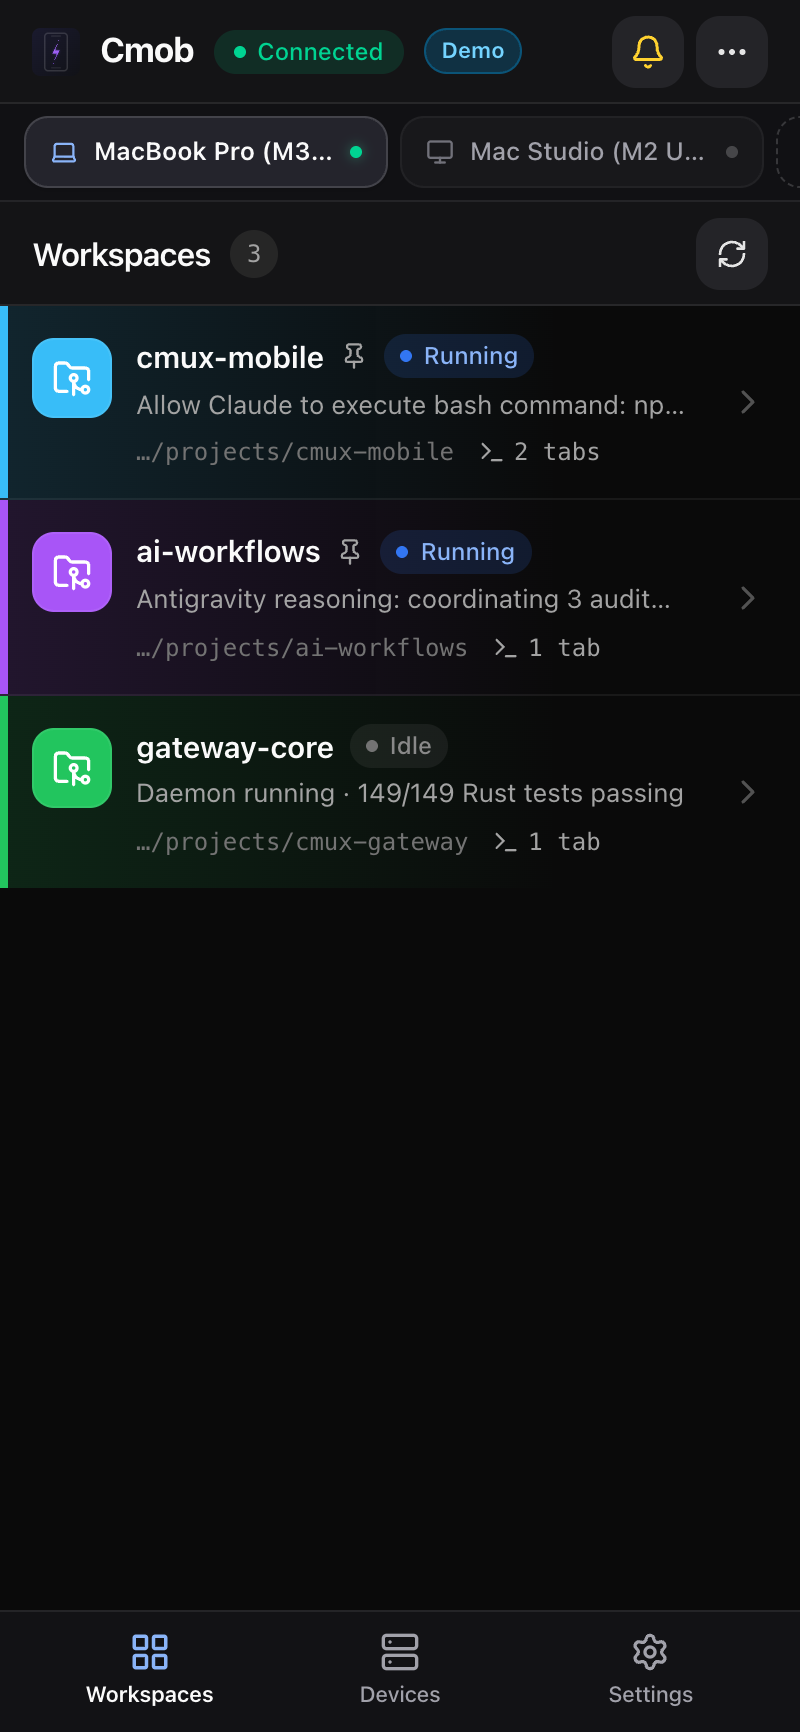 Cmob Connected Demo
MacBook Pro (M3... Mac Studio (M2 U...
Workspaces 3
cmux-mobile Running
Allow Claude to execute bash command: np...
…/projects/cmux-mobile 2 tabs
ai-workflows Running
Antigravity reasoning: coordinating 3 audit...
…/projects/ai-workflows 1 tab
gateway-core Idle
Daemon running · 149/149 Rust tests passing
…/projects/cmux-gateway 1 tab
Workspaces Devices Settings